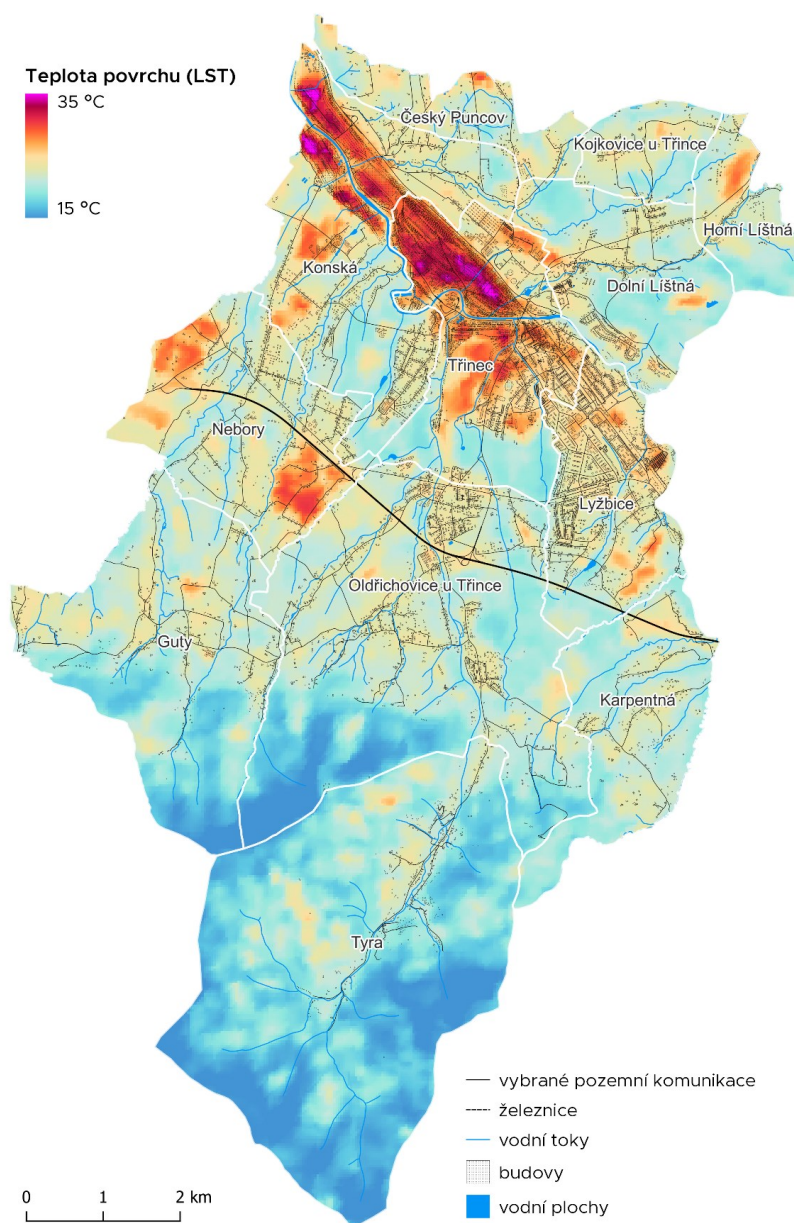 Teplota povrchu (LST)
35 °C
15 °C
Český Puncov
Kojkovice u Třince
Horní Líštná
Konská
Dolní Líštná
Třinec
Nebory
Lyžbice
Oldřichovice u Třince
Guty
Karpentná
Tyra
vybrané pozemní komunikace
železnice
vodní toky
budovy
vodní plochy
0 1 2 km